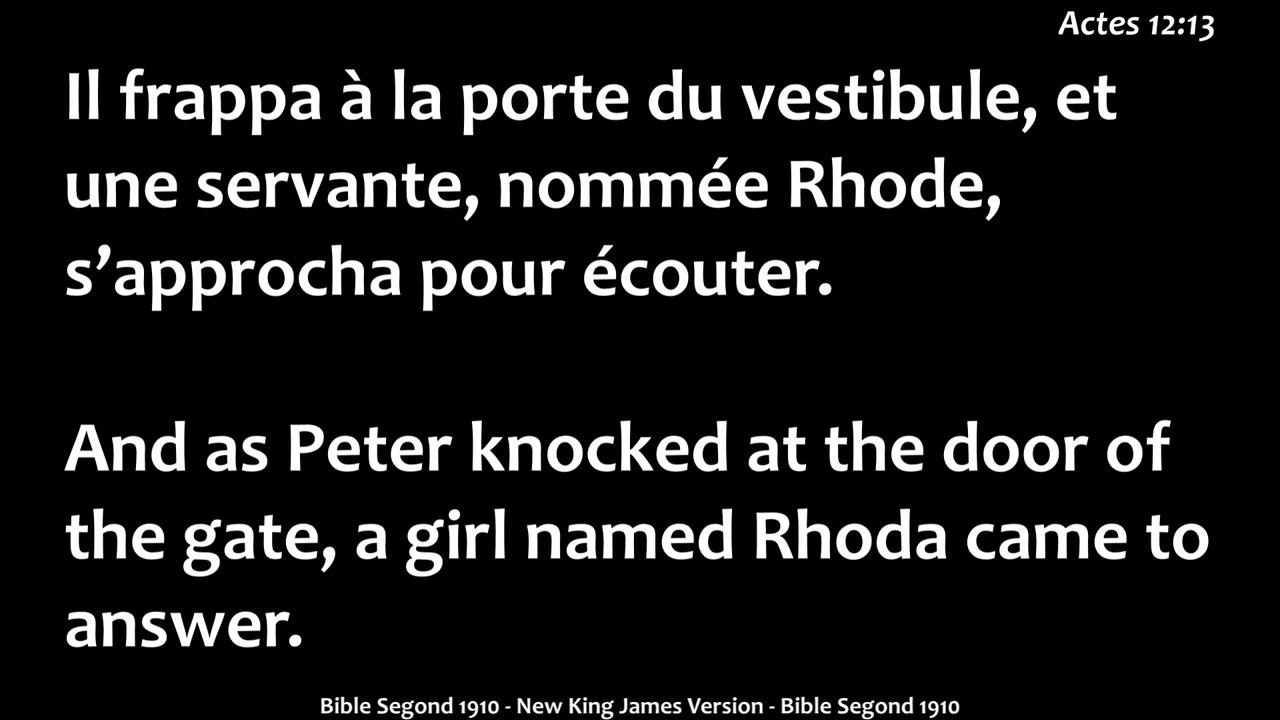 Actes 12:13
Il frappa à la porte du vestibule, et
une servante, nommée Rhode,
s’approcha pour écouter.
And as Peter knocked at the door of
the gate, a girl named Rhoda came to
answer.
Bible Segond 1910 - New King James Version - Bible Segond 1910